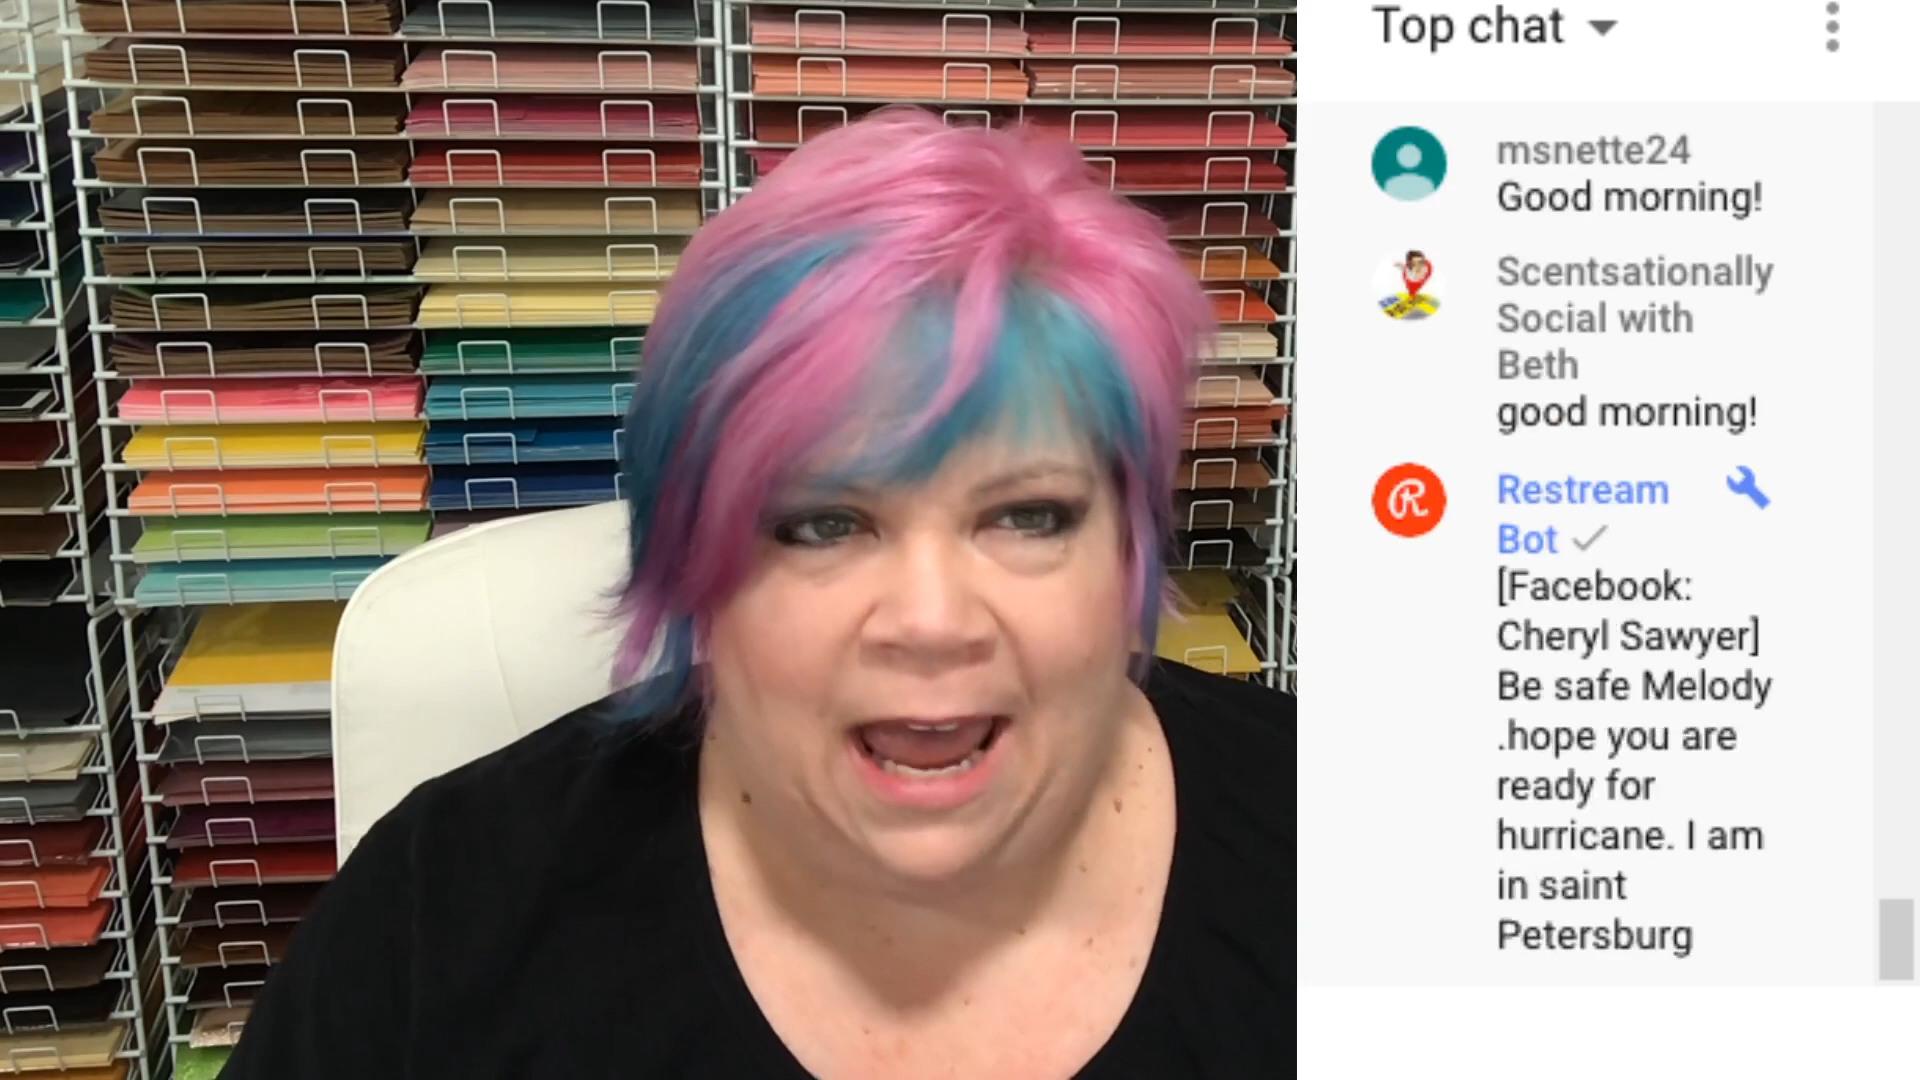 Top chat
msnette24
Good morning!
Scentsationally
Social with
Beth
good morning!
Restream
Bot
[Facebook:
Cheryl Sawyer]
Be safe Melody
.hope you are
ready for
hurricane. I am
in saint
Petersburg